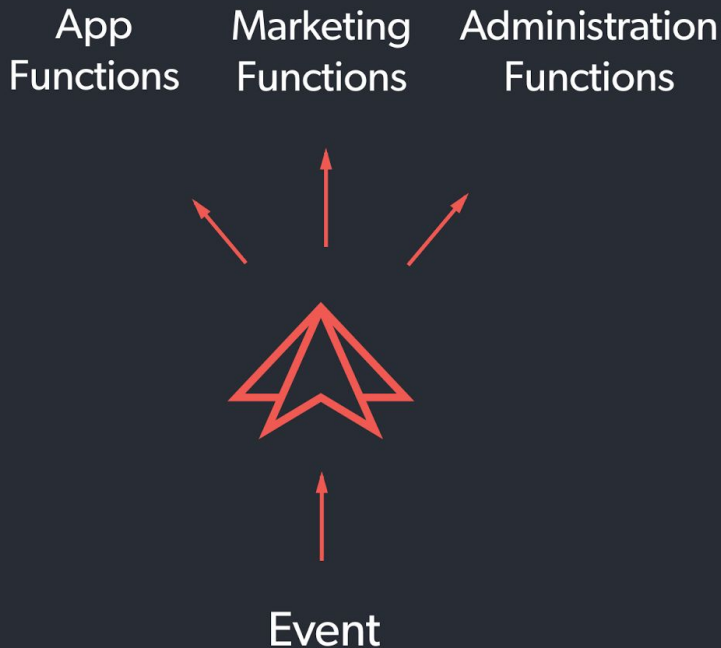 App
Functions
Marketing
Functions
Administration
Functions
Event